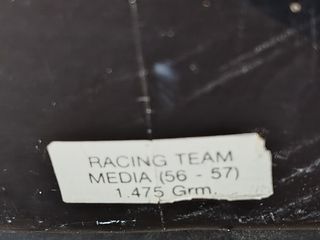 RACING TEAM
MEDIA (56 - 57)
1.475 Grm.